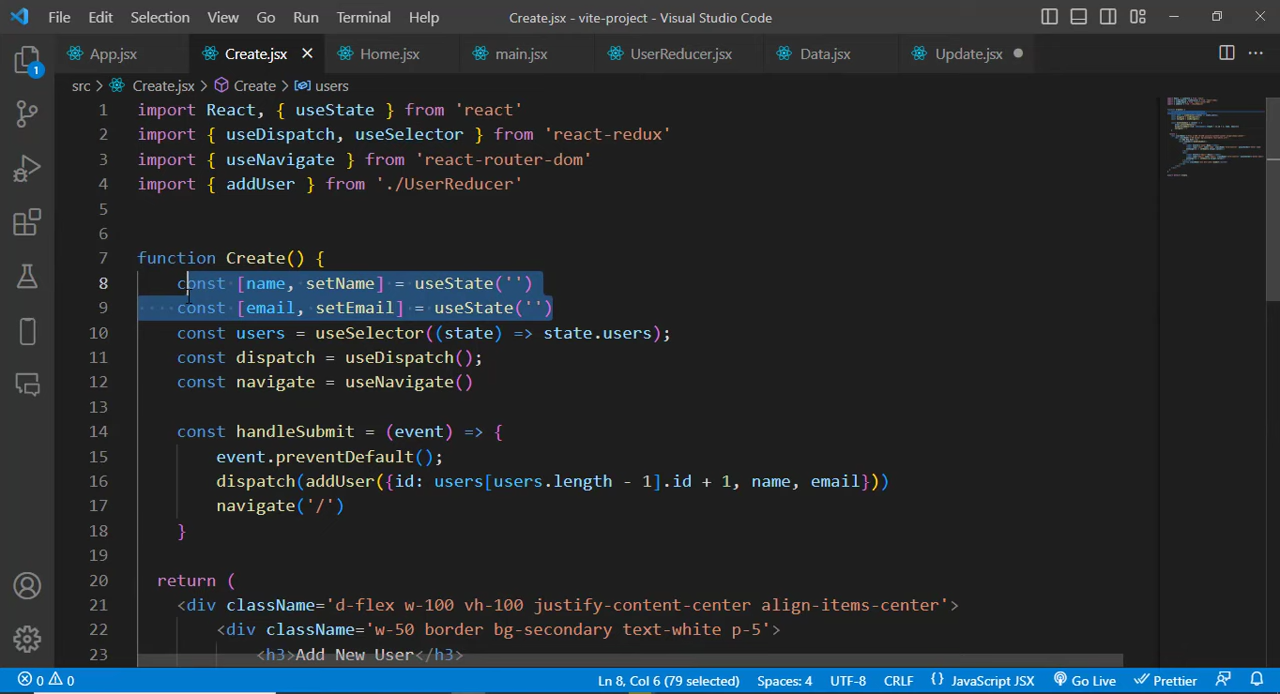 File Edit Selection View Go Run Terminal Help Create.jsx - vite-project - Visual Studio Code
App.jsx Create.jsx Home.jsx main.jsx UserReducer.jsx Data.jsx Update.jsx
src > Create.jsx > Create > users
1 import React, { useState } from 'react'
2 import { useDispatch, useSelector } from 'react-redux'
3 import { useNavigate } from 'react-router-dom'
4 import { addUser } from './UserReducer'
5
6
7 function Create() {
8 const [name, setName] = useState('')
9 const [email, setEmail] = useState('')
10 const users = useSelector((state) => state.users);
11 const dispatch = useDispatch();
12 const navigate = useNavigate()
13
14 const handleSubmit = (event) => {
15 event.preventDefault();
16 dispatch(addUser({id: users[users.length - 1].id + 1, name, email}))
17 navigate('/')
18 }
19
20 return (
21 <div className='d-flex w-100 vh-100 justify-content-center align-items-center'>
22 <div className='w-50 border bg-secondary text-white p-5'>
23 <h3>Add New User</h3>
1
0 0 Ln 8, Col 6 (79 selected) Spaces: 4 UTF-8 CRLF {} JavaScript JSX Go Live Prettier